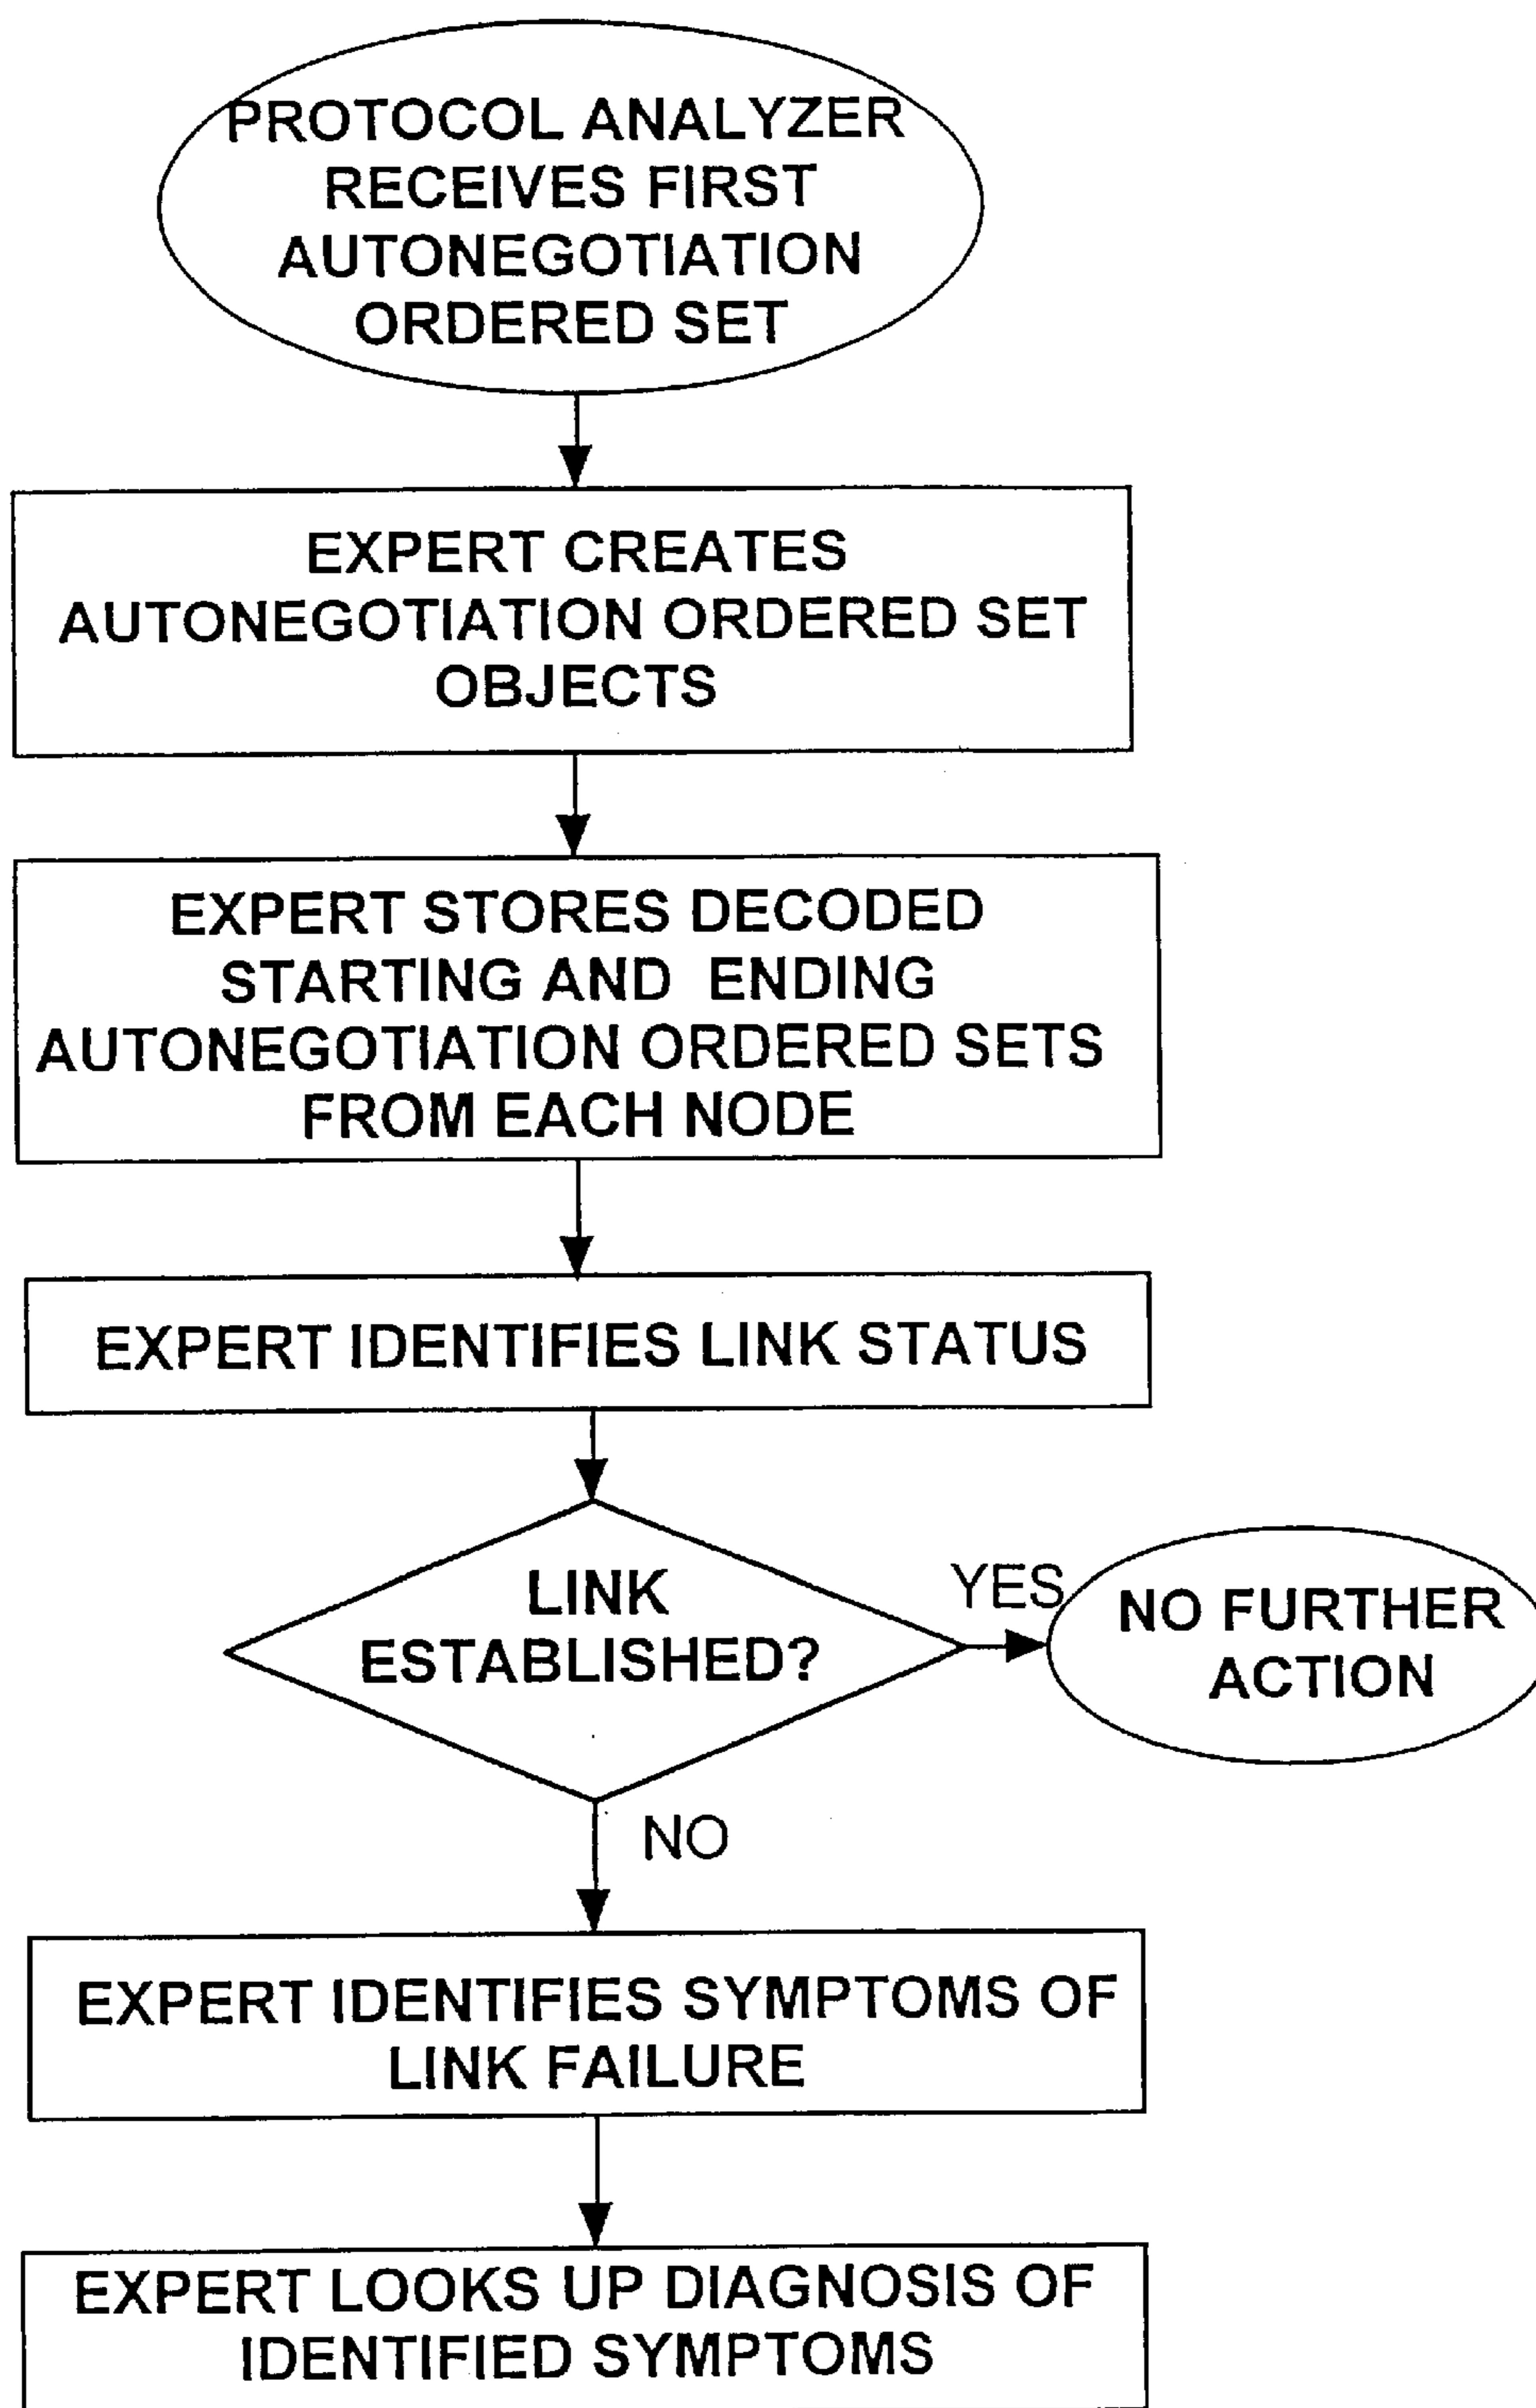 PROTOCOL ANALYZER
RECEIVES FIRST
AUTONEGOTIATION
ORDERED SET
EXPERT CREATES
AUTONEGOTIATION ORDERED SET
OBJECTS
EXPERT STORES DECODED
STARTING AND ENDING
AUTONEGOTIATION ORDERED SETS
FROM EACH NODE
EXPERT IDENTIFIES LINK STATUS
LINK
ESTABLISHED?
YES
NO FURTHER
ACTION
NO
EXPERT IDENTIFIES SYMPTOMS OF
LINK FAILURE
EXPERT LOOKS UP DIAGNOSIS OF
IDENTIFIED SYMPTOMS